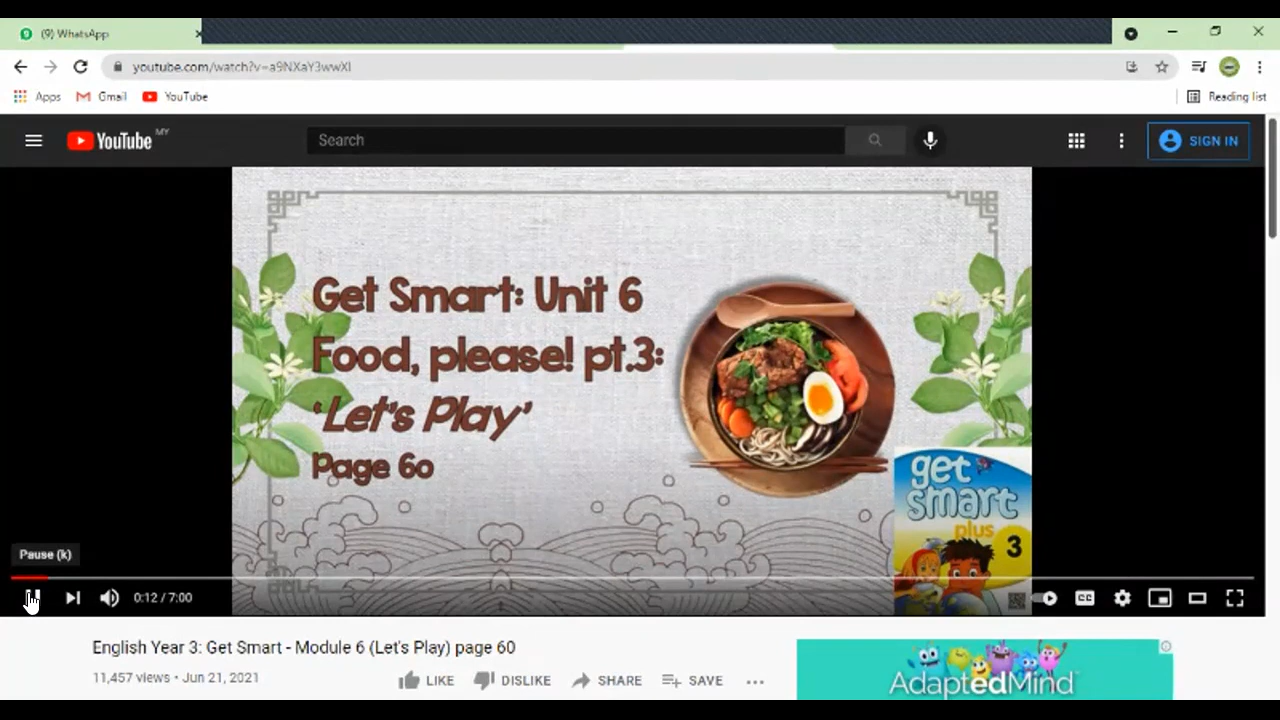 (9) WhatsApp
youtube.com/watch?v=a9NXaY3wwXI
Apps Gmail YouTube Reading list
YouTube MY Search SIGN IN
Get Smart: Unit 6
Food, please! pt.3:
'Let's Play'
Page 60
get
smart
plus
3
Pause (k)
0:12 / 7:00
CC
English Year 3: Get Smart - Module 6 (Let's Play) page 60
11,457 views • Jun 21, 2021
LIKE DISLIKE SHARE SAVE
AdaptedMind